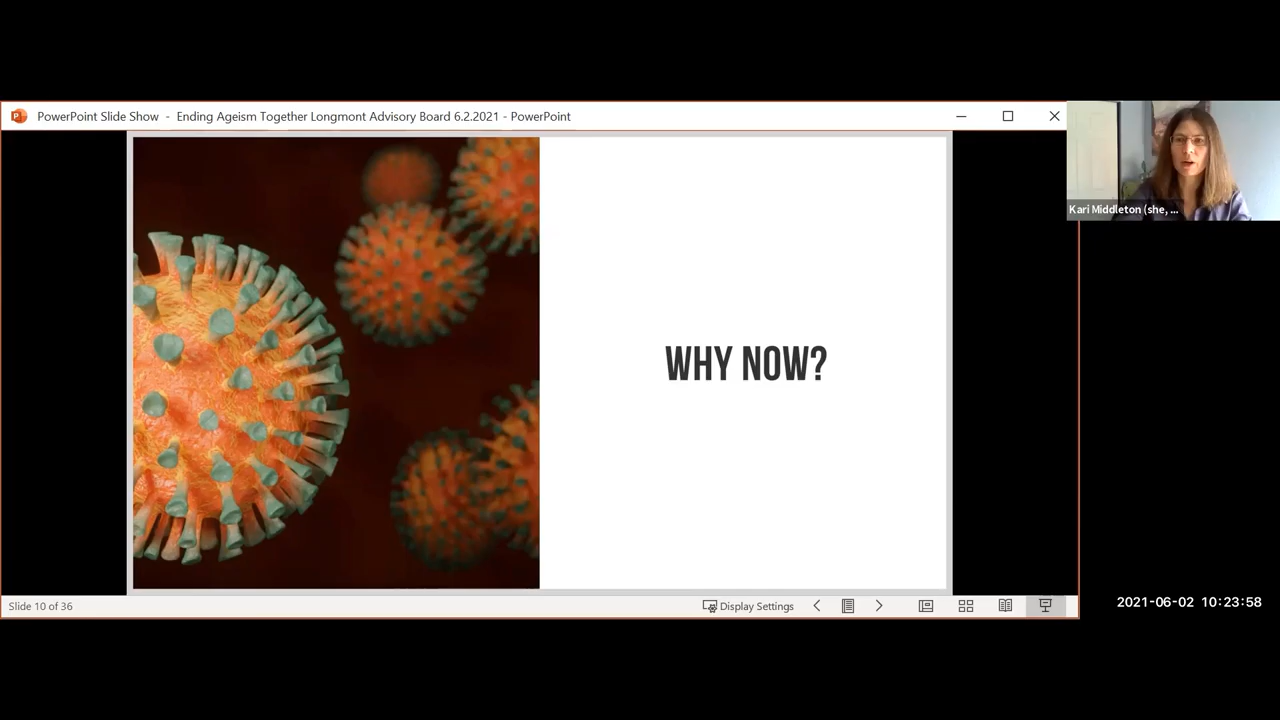 PowerPoint Slide Show - Ending Ageism Together Longmont Advisory Board 6.2.2021 - PowerPoint
Kari Middleton (she, ...
WHY NOW?
Slide 10 of 36
Display Settings
2021-06-02 10:23:58